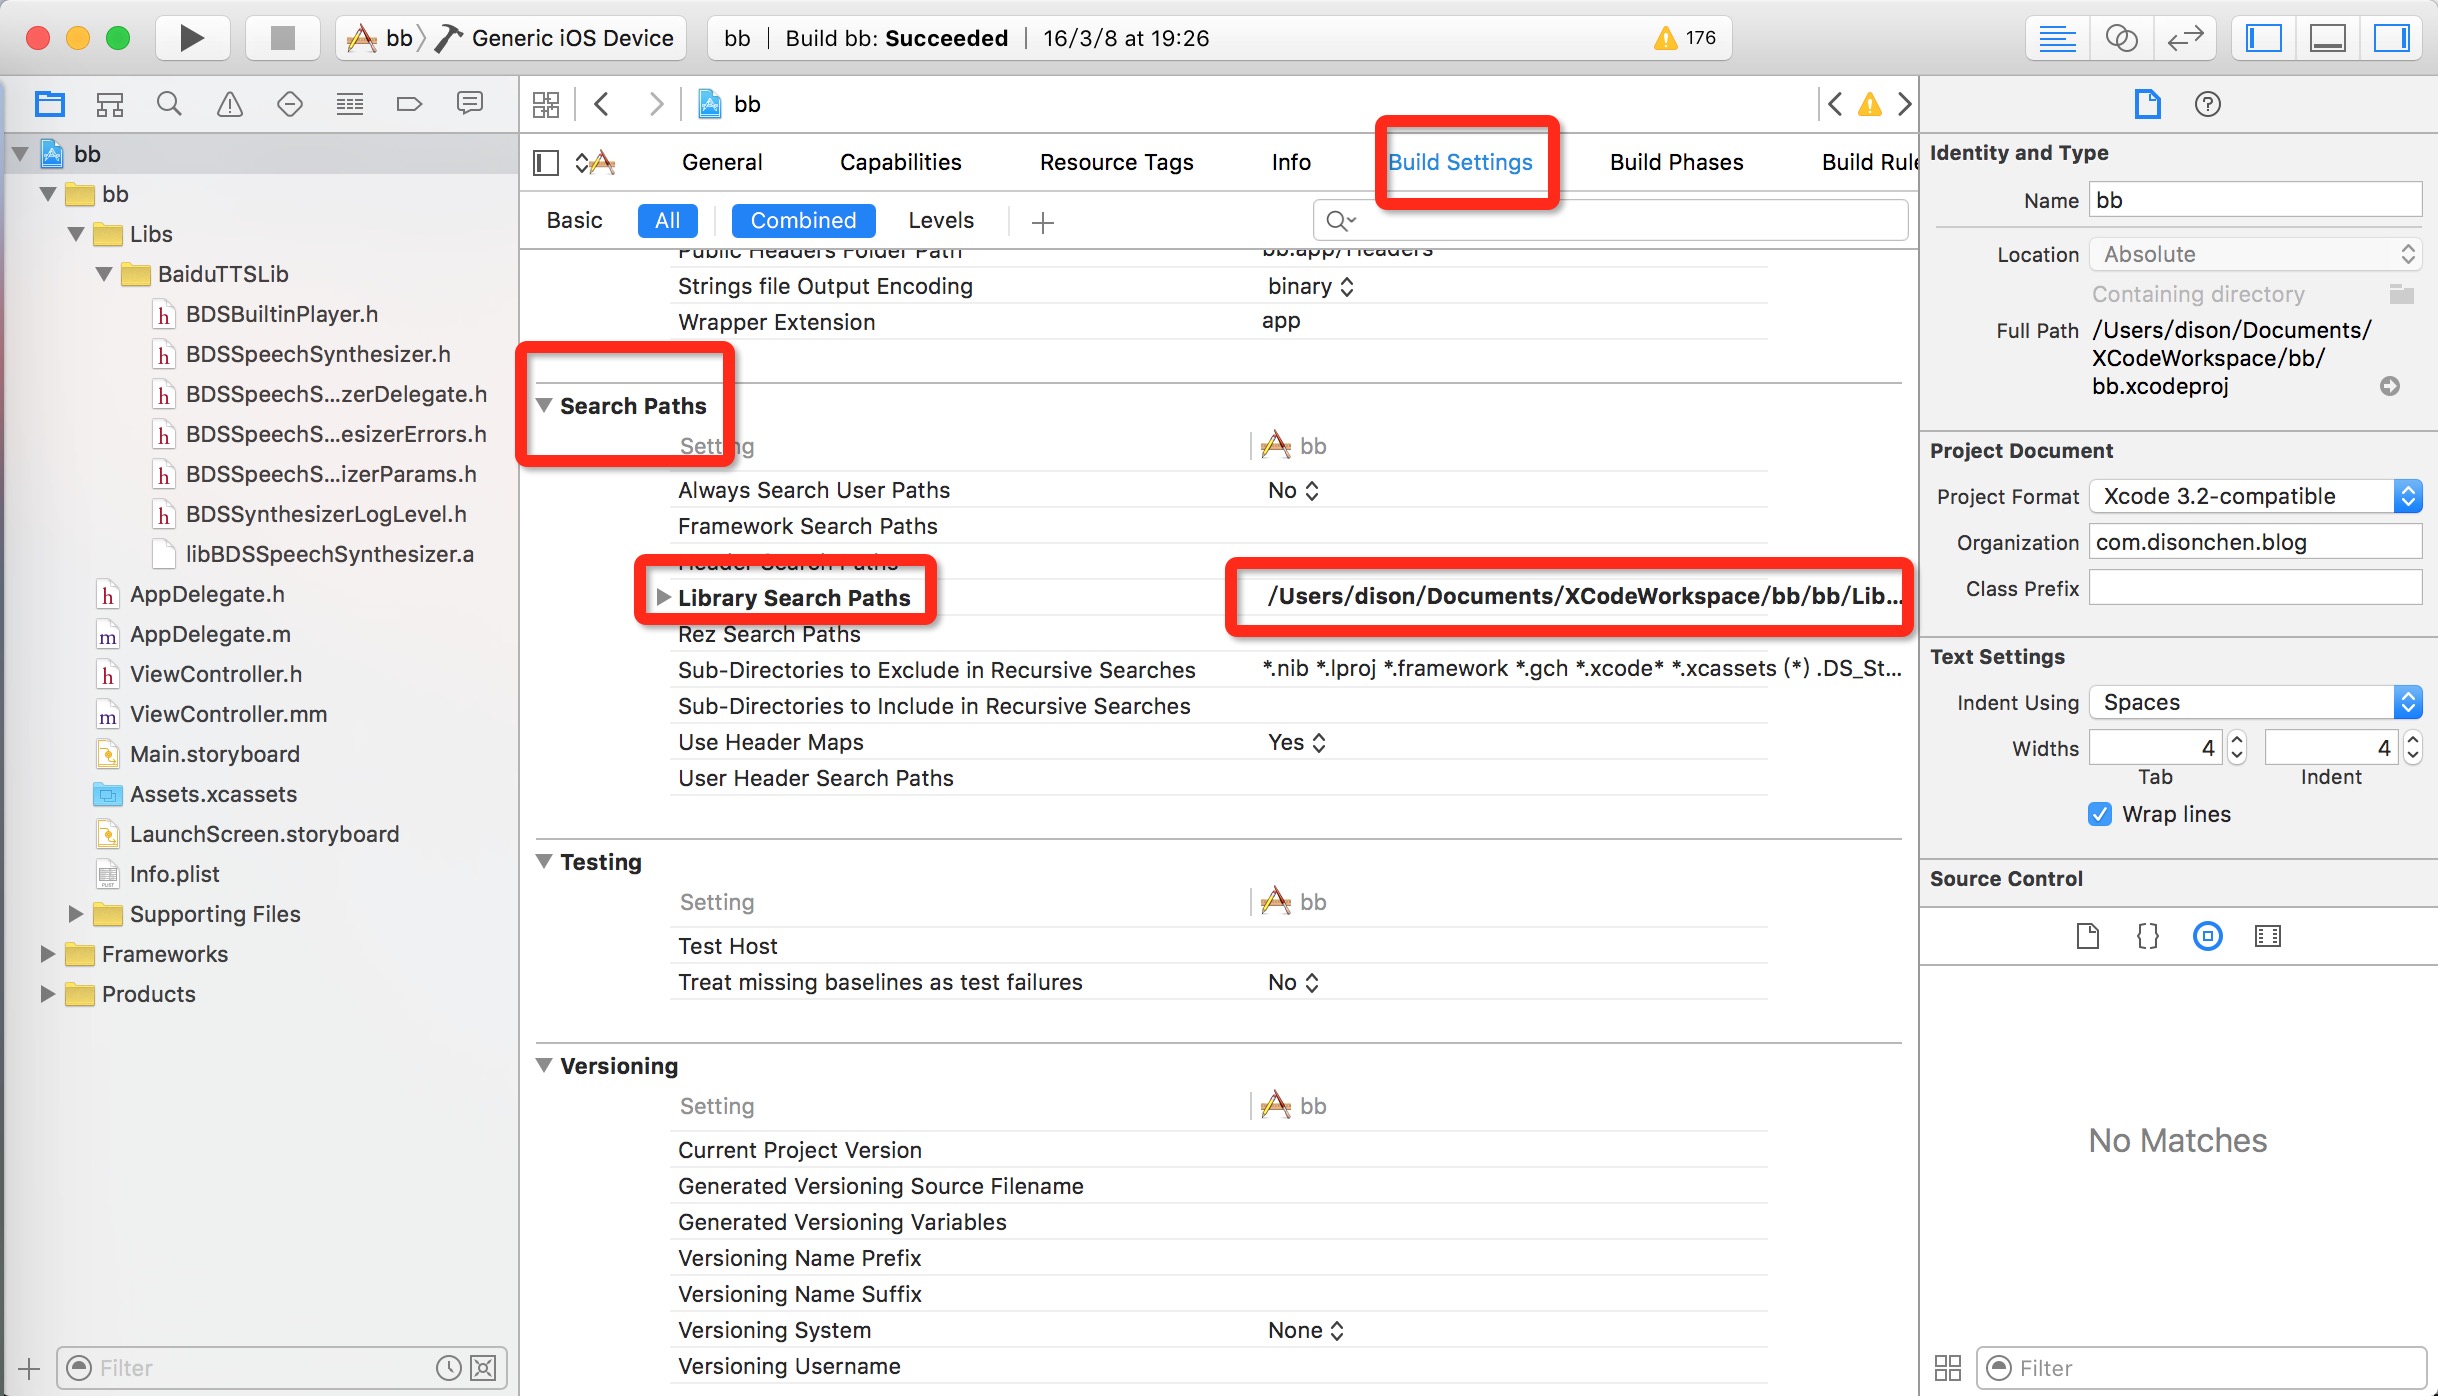 bb Generic iOS Device
bb | Build bb: Succeeded | 16/3/8 at 19:26 176
bb
General Capabilities Resource Tags Info Build Settings Build Phases Build Rule
Basic All Combined Levels
bb
bb
Libs
BaiduTTSLib
BDSBuiltinPlayer.h
BDSSpeechSynthesizer.h
BDSSpeechS...zerDelegate.h
BDSSpeechS...esizerErrors.h
BDSSpeechS...izerParams.h
BDSSynthesizerLogLevel.h
libBDSSpeechSynthesizer.a
AppDelegate.h
AppDelegate.m
ViewController.h
ViewController.mm
Main.storyboard
Assets.xcassets
LaunchScreen.storyboard
Info.plist
Supporting Files
Frameworks
Products
Filter
Public Headers Folder Path bb.app/Headers
Strings file Output Encoding binary
Wrapper Extension app
Search Paths
Setting bb
Always Search User Paths No
Framework Search Paths
Header Search Paths
Library Search Paths /Users/dison/Documents/XCodeWorkspace/bb/bb/Lib...
Rez Search Paths
Sub-Directories to Exclude in Recursive Searches *.nib *.lproj *.framework *.gch *.xcode* *.xcassets (*) .DS_St...
Sub-Directories to Include in Recursive Searches
Use Header Maps Yes
User Header Search Paths
Testing
Setting bb
Test Host
Treat missing baselines as test failures No
Versioning
Setting bb
Current Project Version
Generated Versioning Source Filename
Generated Versioning Variables
Versioning Name Prefix
Versioning Name Suffix
Versioning System None
Versioning Username
Identity and Type
Name bb
Location Absolute
Containing directory
Full Path /Users/dison/Documents/
XCodeWorkspace/bb/
bb.xcodeproj
Project Document
Project Format Xcode 3.2-compatible
Organization com.disonchen.blog
Class Prefix
Text Settings
Indent Using Spaces
Widths 4 4
Tab Indent
Wrap lines
Source Control
No Matches
Filter